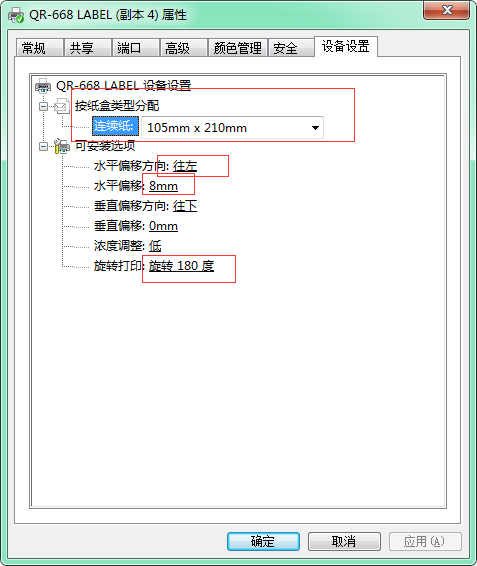 QR-668 LABEL (副本 4) 属性
常规 共享 端口 高级 颜色管理 安全 设备设置
QR-668 LABEL 设备设置
按纸盒类型分配
连续纸: 105mm x 210mm
可安装选项
水平偏移方向: 往左
水平偏移: 8mm
垂直偏移方向: 往下
垂直偏移: 0mm
浓度调整: 低
旋转打印: 旋转 180 度
确定 取消 应用(A)